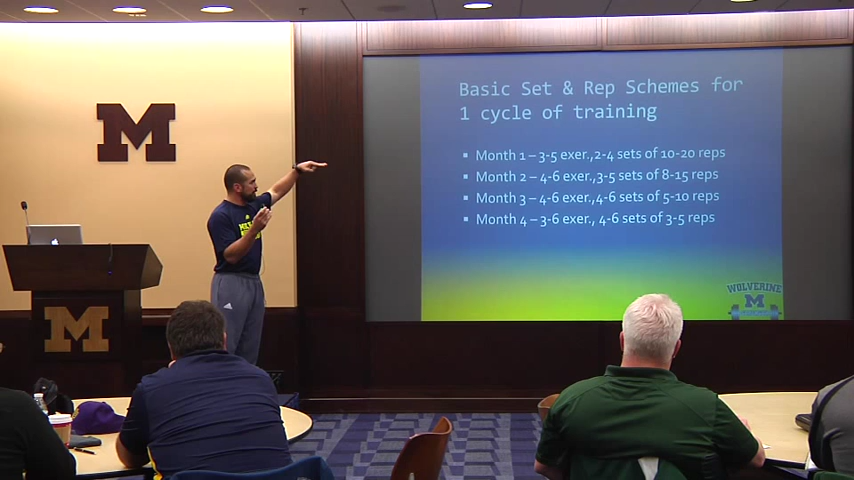 M
Basic Set & Rep Schemes for
1 cycle of training
Month 1 – 3-5 exer.,2-4 sets of 10-20 reps
Month 2 – 4-6 exer.,3-5 sets of 8-15 reps
Month 3 – 4-6 exer.,4-6 sets of 5-10 reps
Month 4 – 3-6 exer., 4-6 sets of 3-5 reps
WOLVERINE
M
M